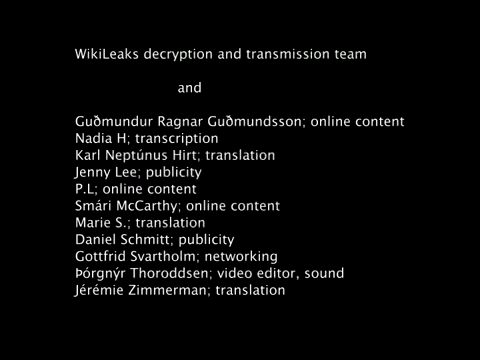 WikiLeaks decryption and transmission team
and
Guðmundur Ragnar Guðmundsson; online content
Nadia H; transcription
Karl Neptúnus Hirt; translation
Jenny Lee; publicity
P.L; online content
Smári McCarthy; online content
Marie S.; translation
Daniel Schmitt; publicity
Gottfrid Svartholm; networking
Þórgnýr Thoroddsen; video editor, sound
Jérémie Zimmerman; translation